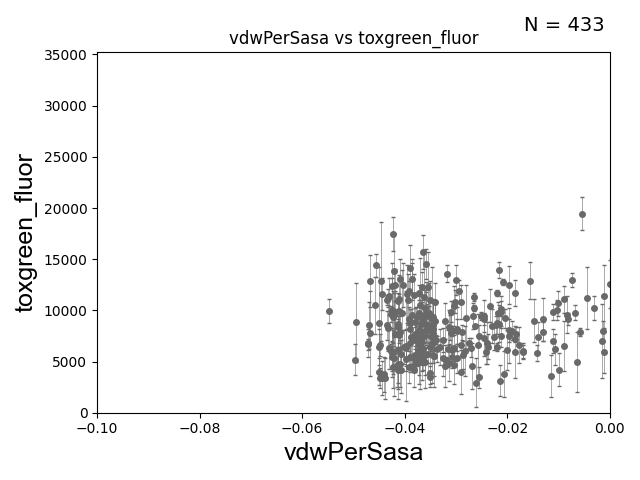 N = 433
vdwPerSasa vs toxgreen_fluor
35000
30000
25000
20000
15000
10000
5000
0
toxgreen_fluor
−0.10 −0.08 −0.06 −0.04 −0.02 0.00
vdwPerSasa